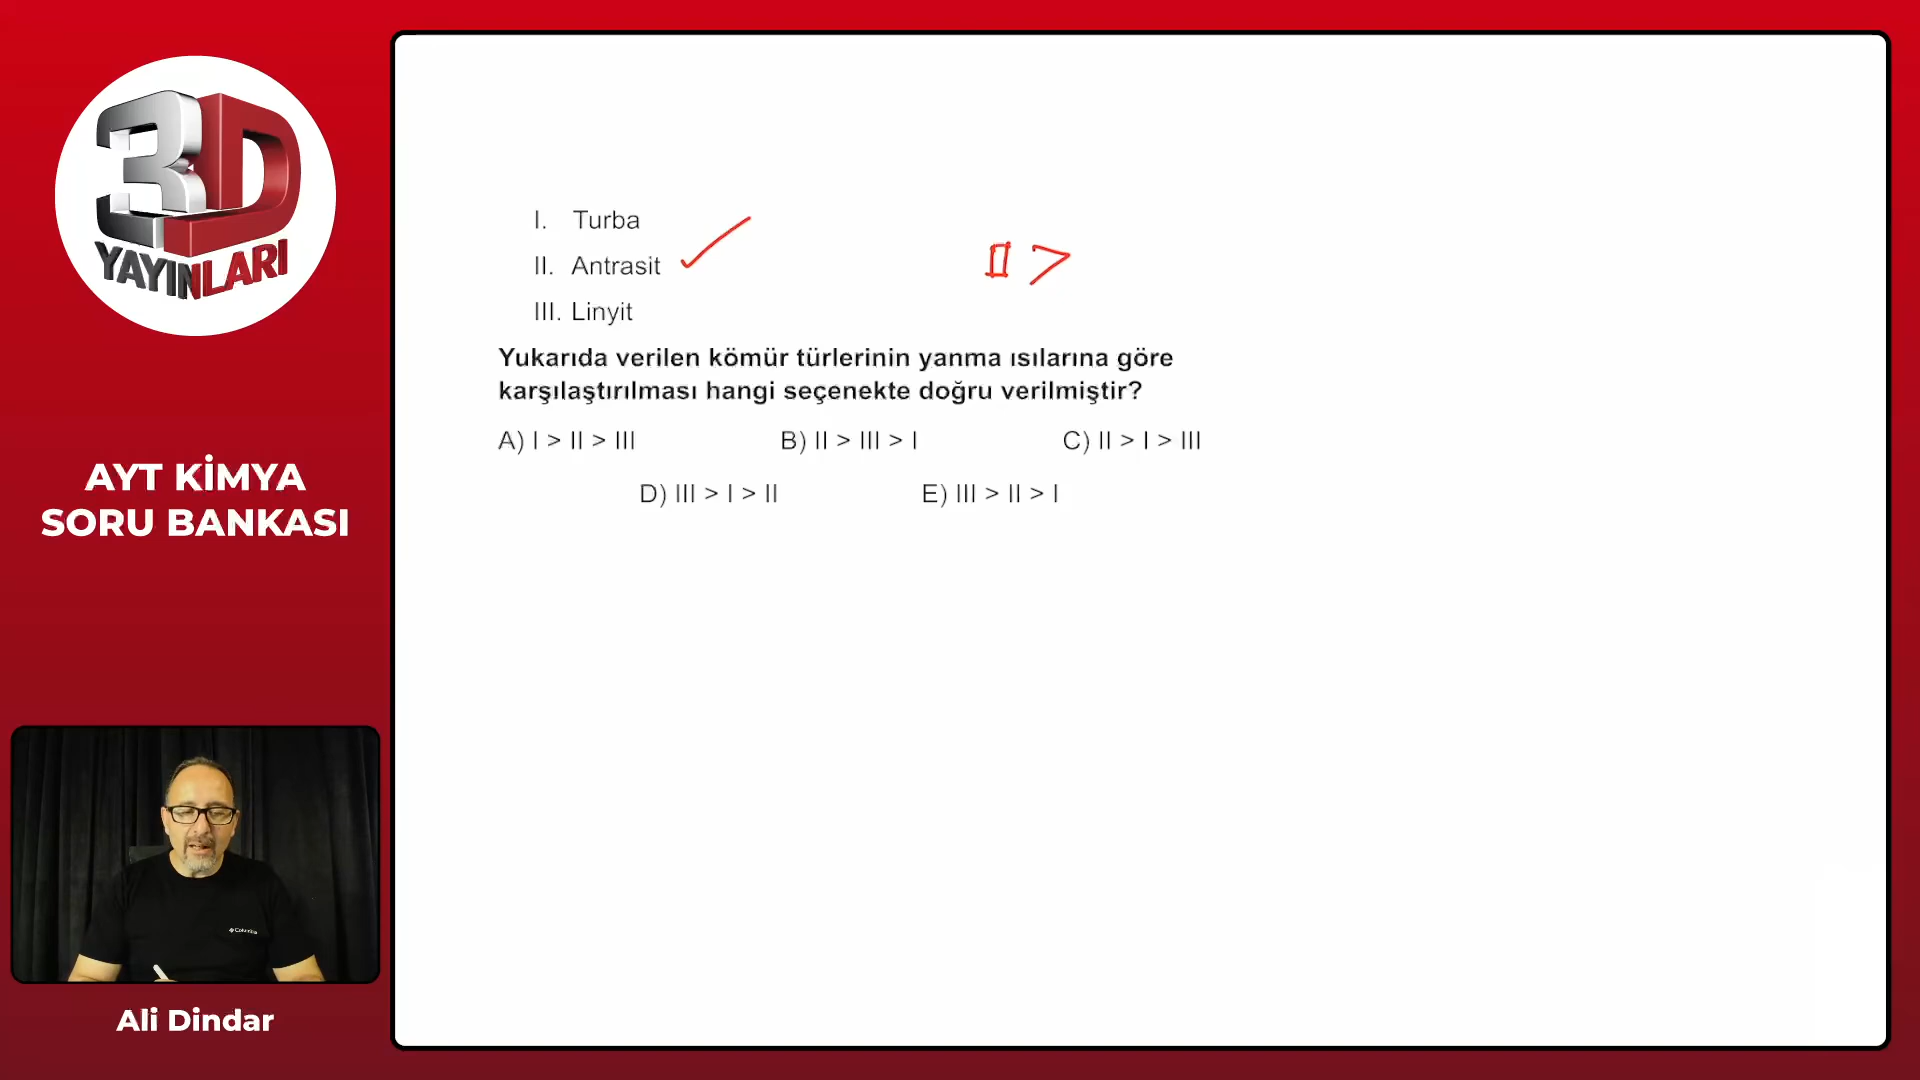 3D
YAYINLARI
AYT KİMYA
SORU BANKASI
Columbia
Ali Dindar
I. Turba
II. Antrasit
III. Linyit
II >
Yukarıda verilen kömür türlerinin yanma ısılarına göre
karşılaştırılması hangi seçenekte doğru verilmiştir?
A) I > II > III B) II > III > I C) II > I > III
D) III > I > II E) III > II > I